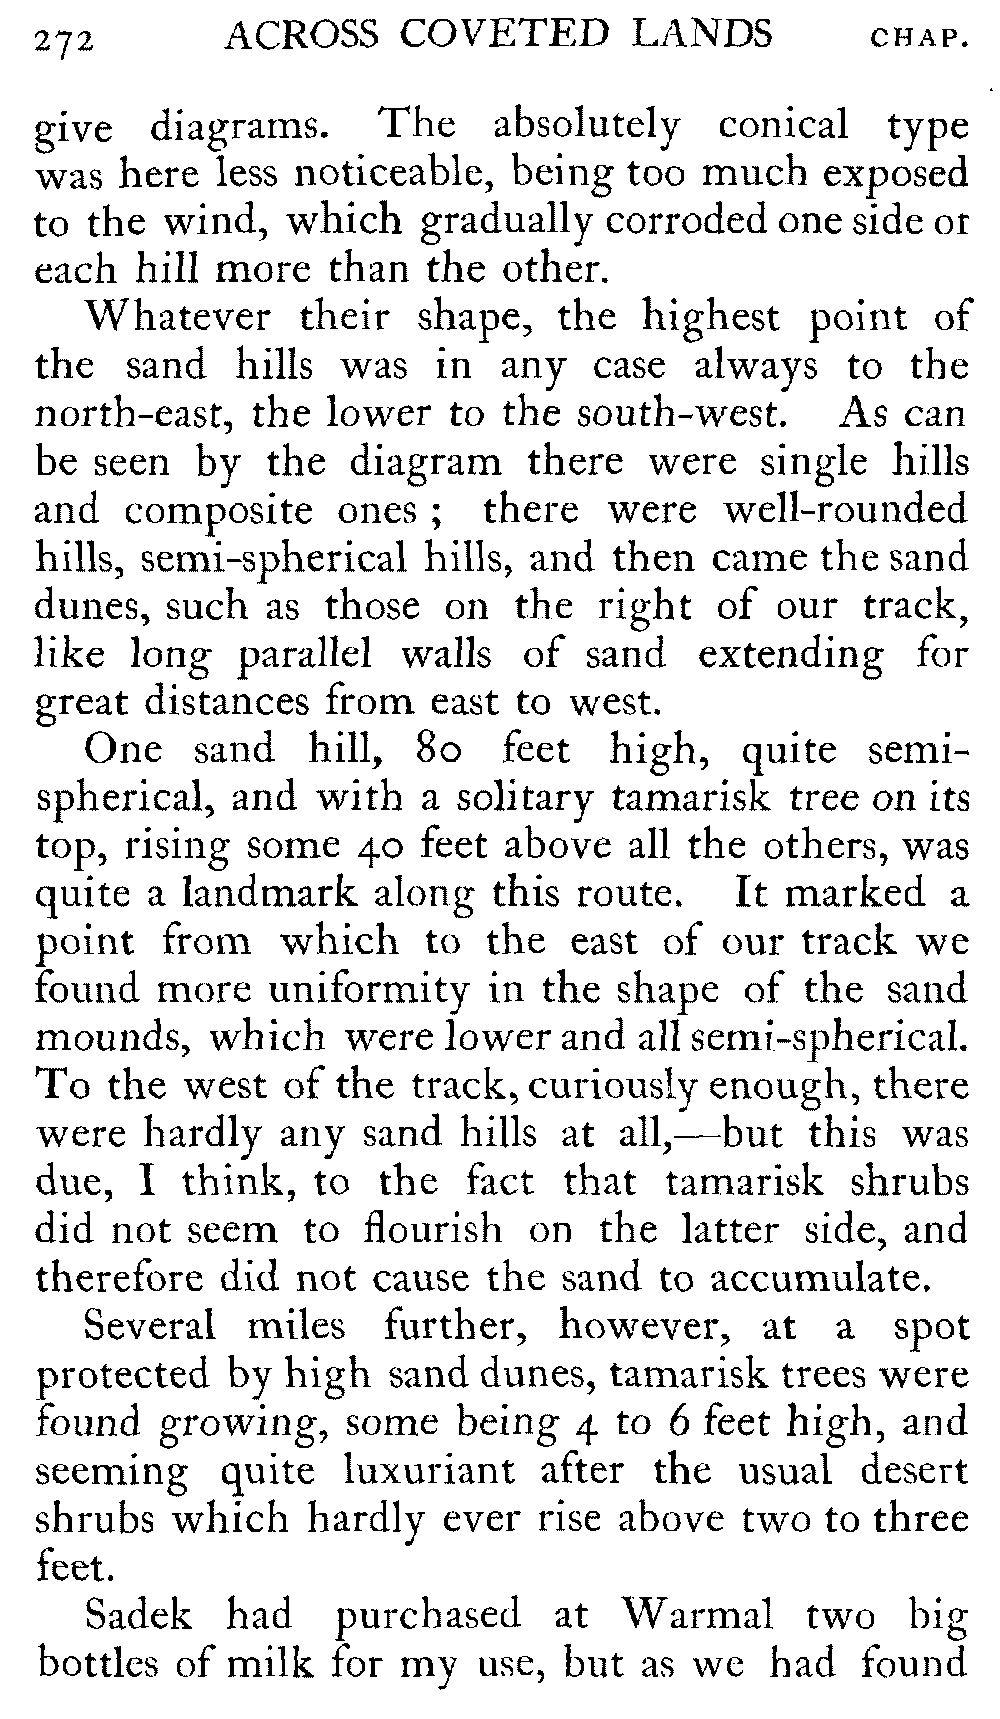 272 ACROSS COVETED LANDS CHAP.
give diagrams. The absolutely conical type
was here less noticeable, being too much exposed
to the wind, which gradually corroded one side or
each hill more than the other.
Whatever their shape, the highest point of
the sand hills was in any case always to the
north-east, the lower to the south-west. As can
be seen by the diagram there were single hills
and composite ones ; there were well-rounded
hills, semi-spherical hills, and then came the sand
dunes, such as those on the right of our track,
like long parallel walls of sand extending for
great distances from east to west.
One sand hill, 80 feet high, quite semi-
spherical, and with a solitary tamarisk tree on its
top, rising some 40 feet above all the others, was
quite a landmark along this route. It marked a
point from which to the east of our track we
found more uniformity in the shape of the sand
mounds, which were lower and all semi-spherical.
To the west of the track, curiously enough, there
were hardly any sand hills at all,—but this was
due, I think, to the fact that tamarisk shrubs
did not seem to flourish on the latter side, and
therefore did not cause the sand to accumulate.
Several miles further, however, at a spot
protected by high sand dunes, tamarisk trees were
found growing, some being 4 to 6 feet high, and
seeming quite luxuriant after the usual desert
shrubs which hardly ever rise above two to three
feet.
Sadek had purchased at Warmal two big
bottles of milk for my use, but as we had found